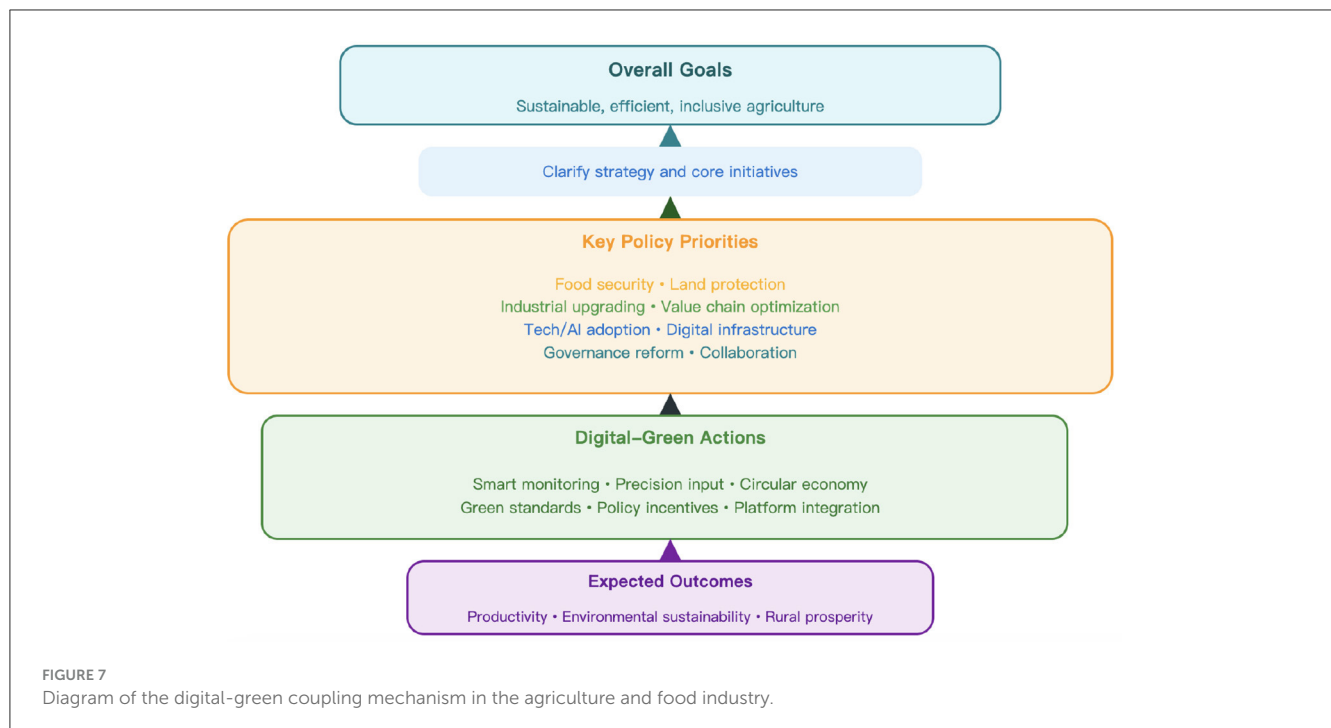 Overall Goals
Sustainable, efficient, inclusive agriculture
Clarify strategy and core initiatives
Key Policy Priorities
Food security • Land protection
Industrial upgrading • Value chain optimization
Tech/AI adoption • Digital infrastructure
Governance reform • Collaboration
Digital–Green Actions
Smart monitoring • Precision input • Circular economy
Green standards • Policy incentives • Platform integration
Expected Outcomes
Productivity • Environmental sustainability • Rural prosperity
FIGURE 7
Diagram of the digital-green coupling mechanism in the agriculture and food industry.